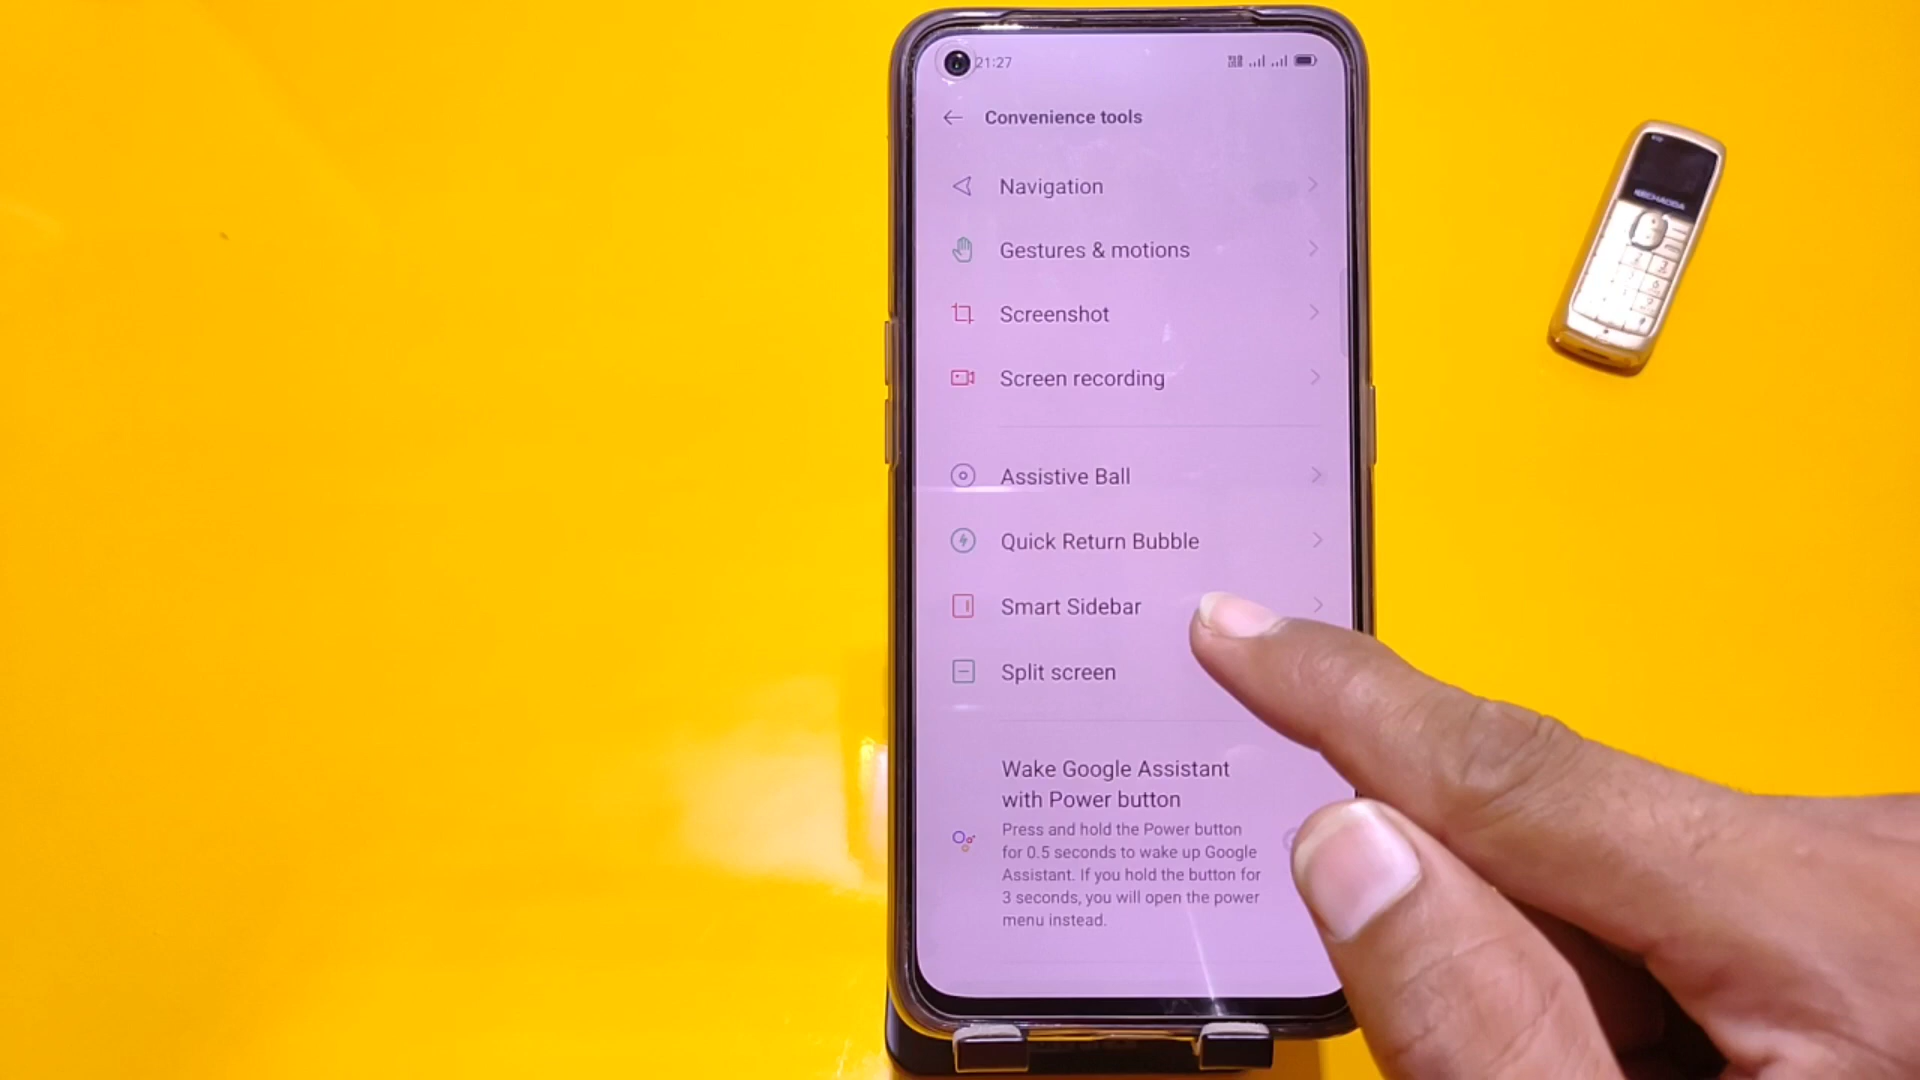 21:27
Convenience tools
Navigation
Gestures & motions
Screenshot
Screen recording
Assistive Ball
Quick Return Bubble
Smart Sidebar
Split screen
Wake Google Assistant
with Power button
Press and hold the Power button
for 0.5 seconds to wake up Google
Assistant. If you hold the button for
3 seconds, you will open the power
menu instead.